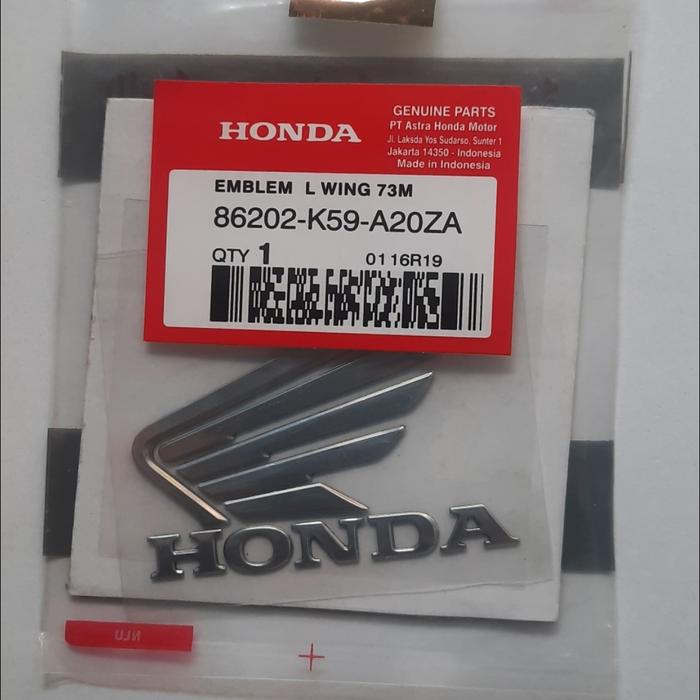 HONDA
GENUINE PARTS
PT Astra Honda Motor
Jl. Laksda Yos Sudarso, Sunter 1
Jakarta 14350 - Indonesia
Made in Indonesia
EMBLEM L WING 73M
86202-K59-A20ZA
QTY 1 0116R19
HONDA
NLU